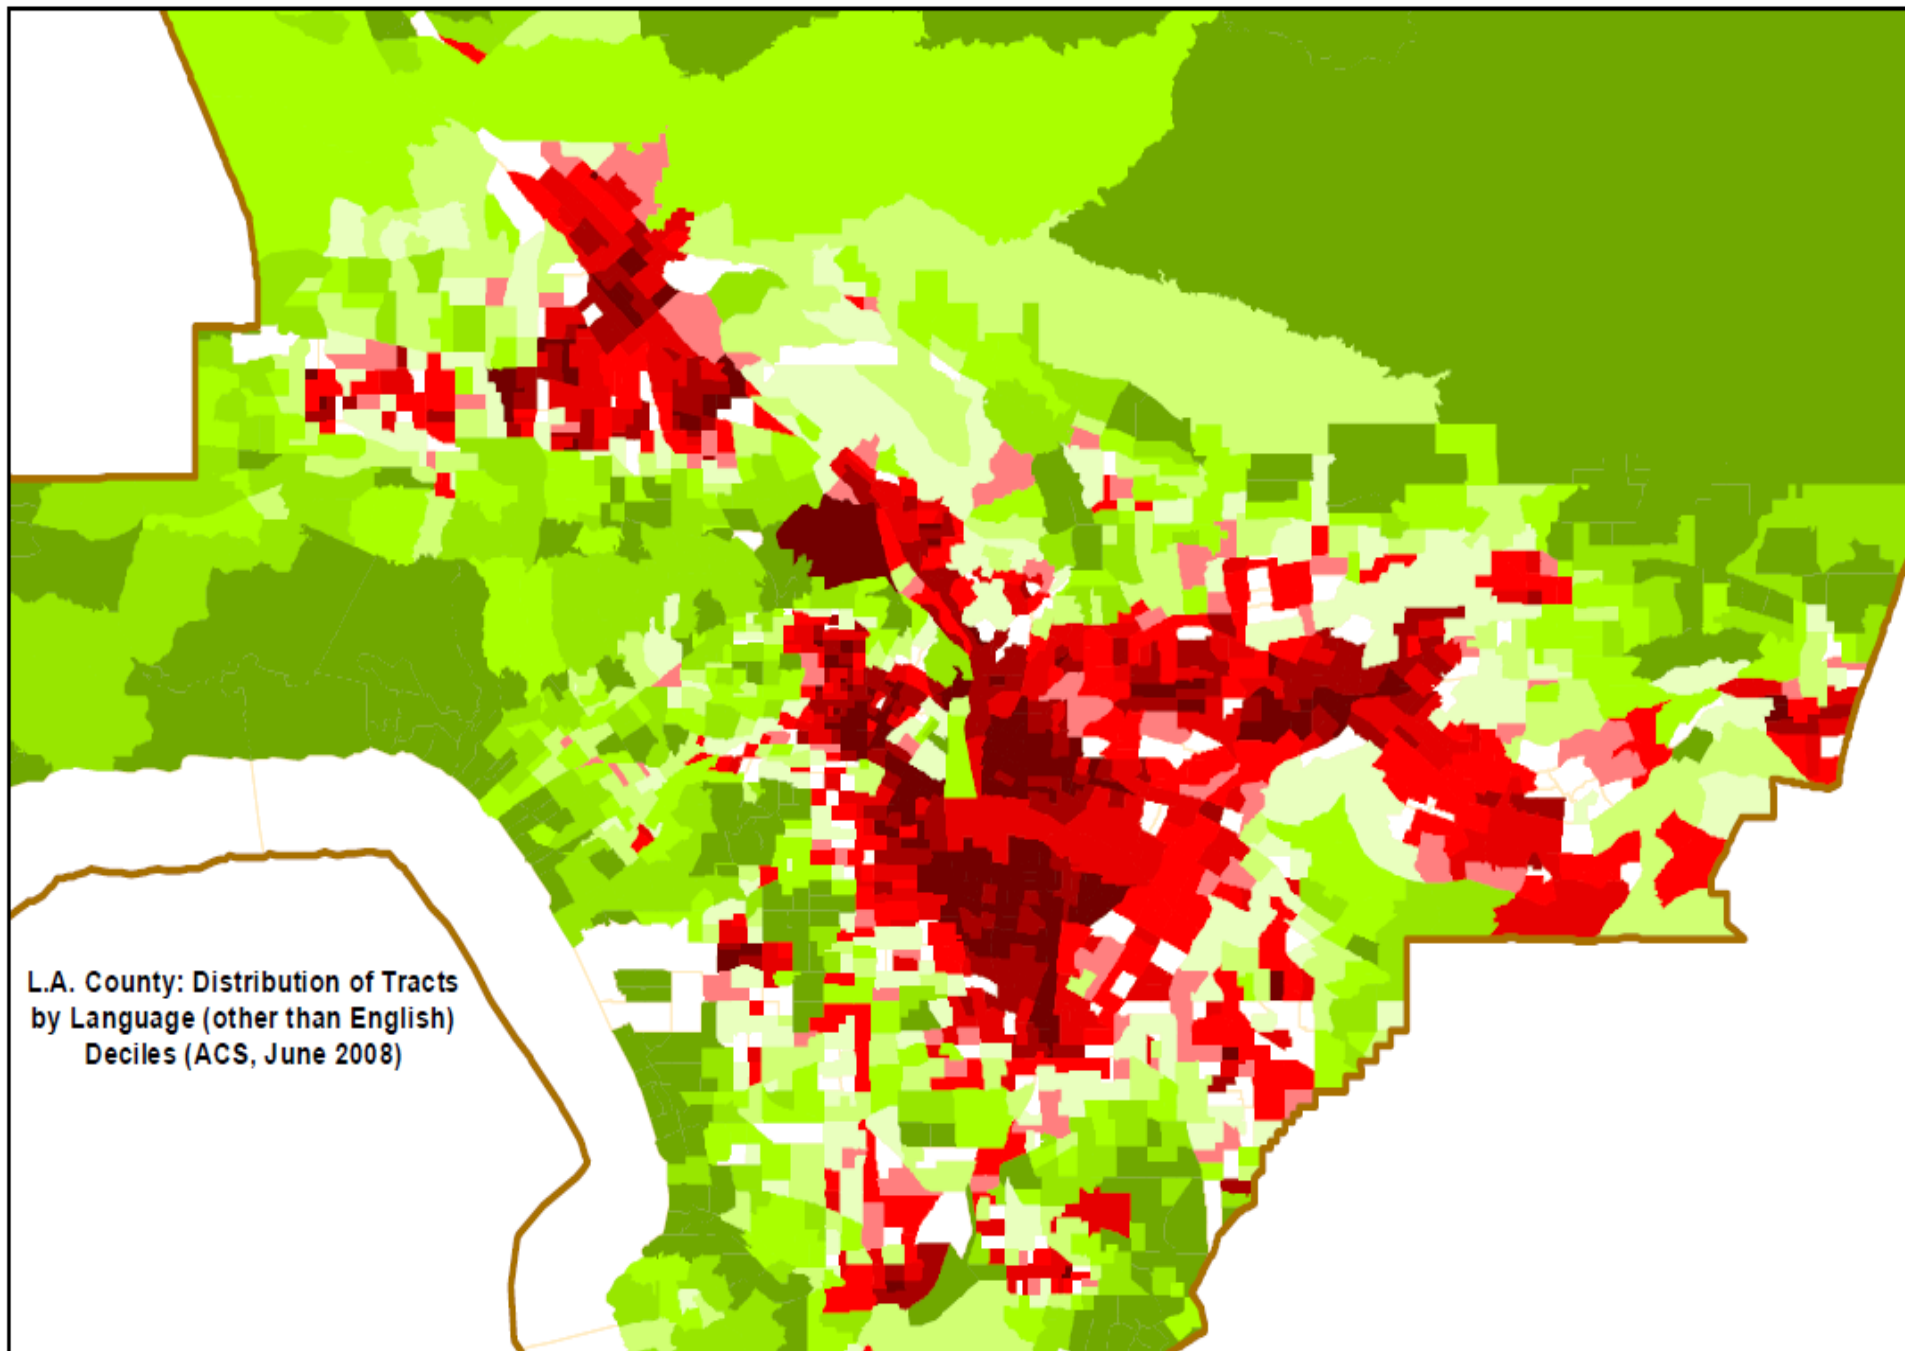 L.A. County: Distribution of Tracts
by Language (other than English)
Deciles (ACS, June 2008)